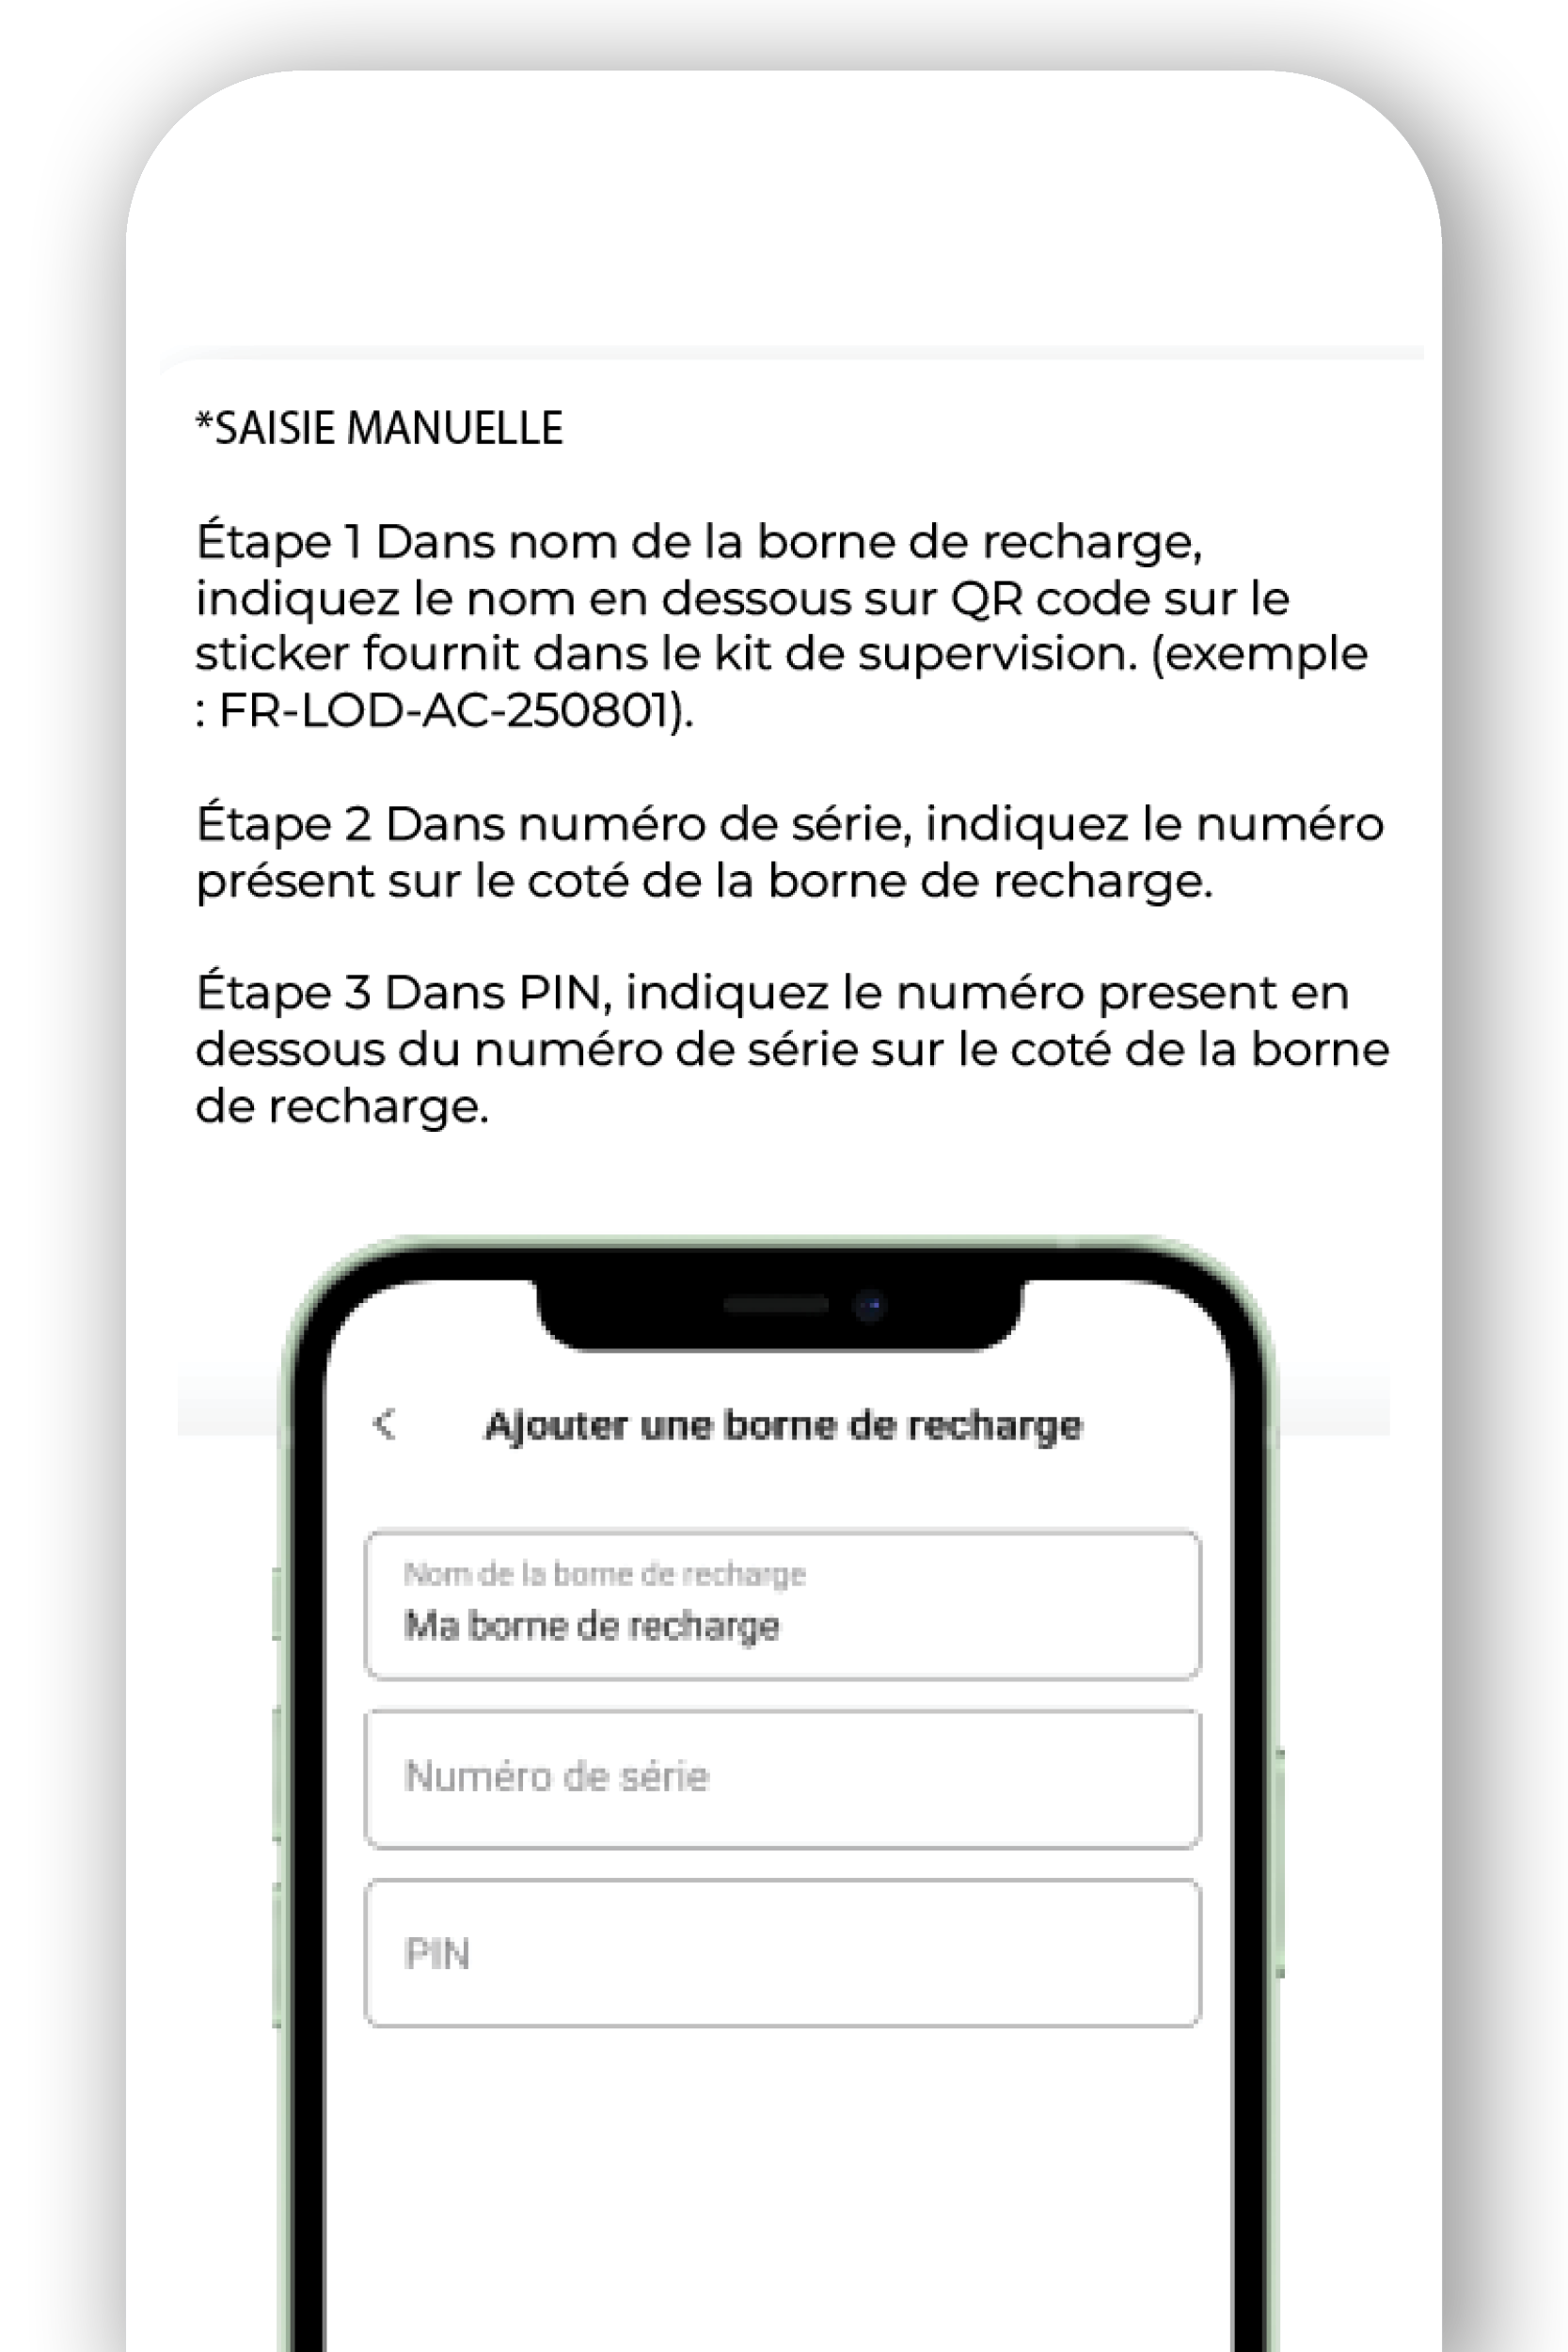 *SAISIE MANUELLE
Étape 1 Dans nom de la borne de recharge,
indiquez le nom en dessous sur QR code sur le
sticker fournit dans le kit de supervision. (exemple
: FR-LOD-AC-250801).
Étape 2 Dans numéro de série, indiquez le numéro
présent sur le coté de la borne de recharge.
Étape 3 Dans PIN, indiquez le numéro present en
dessous du numéro de série sur le coté de la borne
de recharge.
< Ajouter une borne de recharge
Nom de la borne de recharge
Ma borne de recharge
Numéro de série
PIN